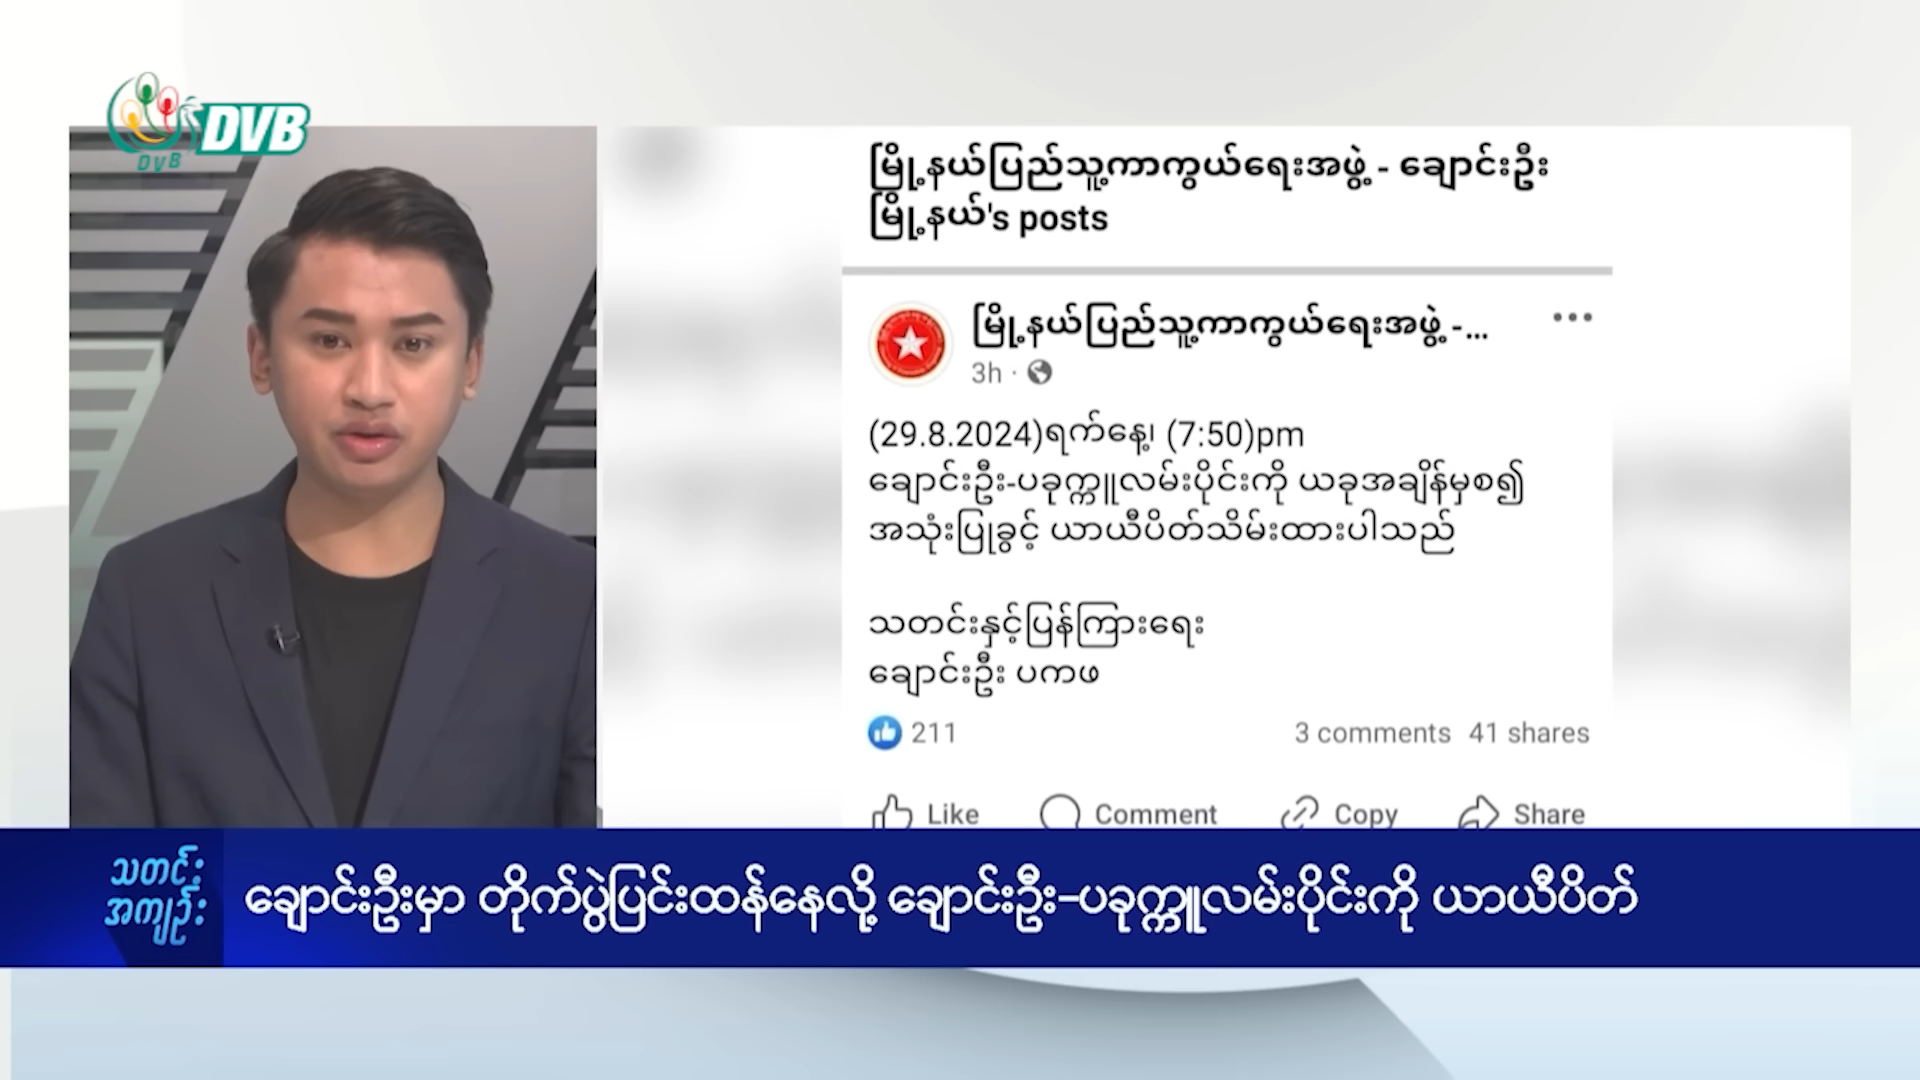 DVB
DVB
မြို့နယ်ပြည်သူ့ကာကွယ်ရေးအဖွဲ့ - ချောင်းဦး
မြို့နယ်'s posts
မြို့နယ်ပြည်သူ့ကာကွယ်ရေးအဖွဲ့ -...
3h ·
(29.8.2024)ရက်နေ့၊ (7:50)pm
ချောင်းဦး-ပခုက္ကူလမ်းပိုင်းကို ယခုအချိန်မှစ၍
အသုံးပြုခွင့် ယာယီပိတ်သိမ်းထားပါသည်
သတင်းနှင့်ပြန်ကြားရေး
ချောင်းဦး ပကဖ
211 3 comments 41 shares
Like Comment Copy Share
သတင်း
အကျဉ်း
ချောင်းဦးမှာ တိုက်ပွဲပြင်းထန်နေလို့ ချောင်းဦး-ပခုက္ကူလမ်းပိုင်းကို ယာယီပိတ်